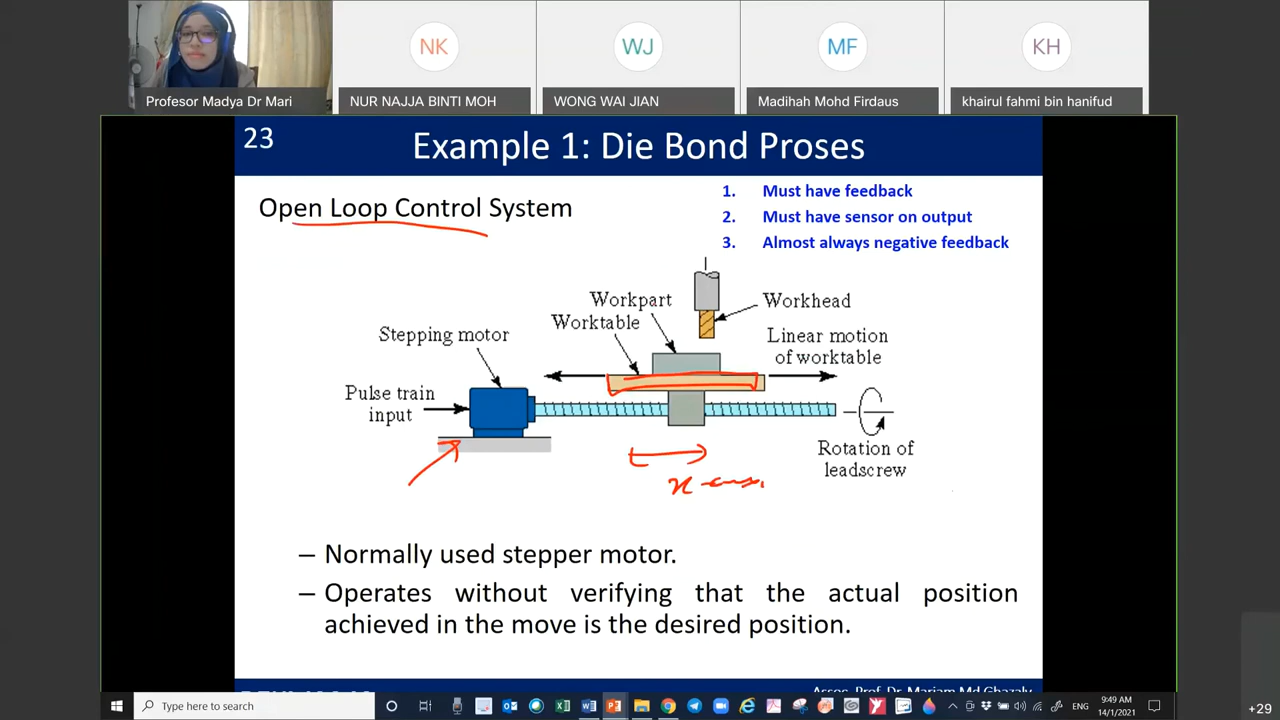 NK
WJ
MF
KH
Profesor Madya Dr Mari
NUR NAJJA BINTI MOH
WONG WAI JIAN
Madihah Mohd Firdaus
khairul fahmi bin hanifud
23
Example 1: Die Bond Proses
Open Loop Control System
1. Must have feedback
2. Must have sensor on output
3. Almost always negative feedback
Workpart
Worktable
Workhead
Stepping motor
Linear motion
of worktable
Pulse train
input
Rotation of
leadscrew
x-axis
– Normally used stepper motor.
– Operates without verifying that the actual position
achieved in the move is the desired position.
Assoc. Prof. Dr. Mariam Md Ghazaly
Type here to search
ENG
9:49 AM
14/1/2021
+29